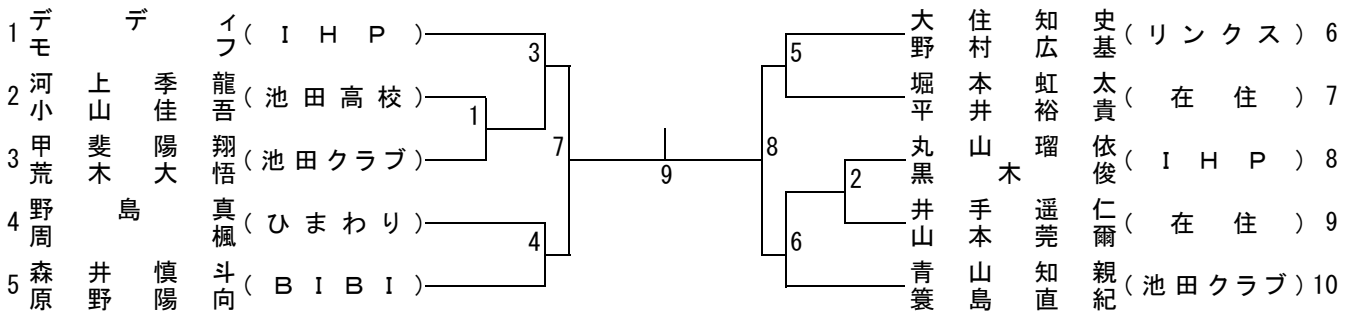 1 デディ
モフ (IHP)
2 河上季龍
小山佳吾 (池田高校)
3 甲斐陽翔
荒木大悟 (池田クラブ)
4 野島真
周楓 (ひまわり)
5 森井慎斗
原野陽向 (BIBI)
3
1
7
4
9
5
8
2
6
大住知史
野村広基 (リンクス) 6
堀本虹太
平井裕貴 (在住) 7
丸山瑠依
黒木俊 (IHP) 8
井手遥仁
山本莞爾 (在住) 9
青山知親
簑島直紀 (池田クラブ) 10